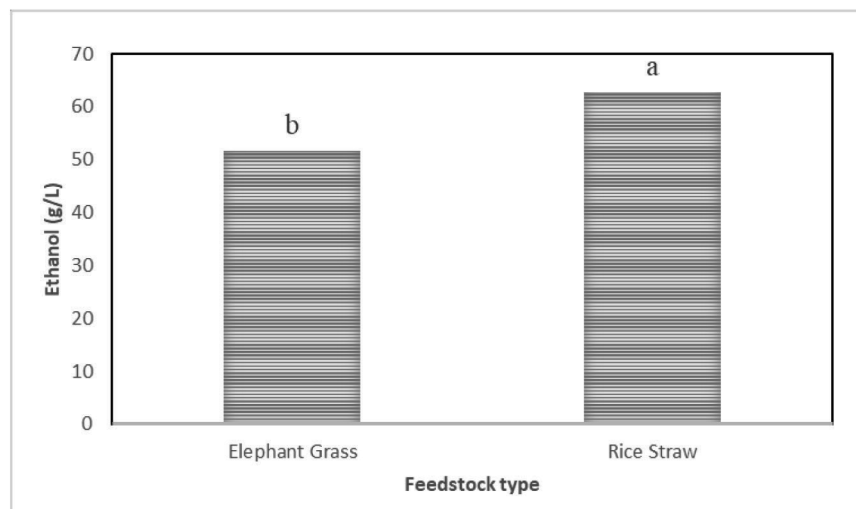 70
60
50
40
30
20
10
0
Ethanol (g/L)
b
a
Elephant Grass
Rice Straw
Feedstock type